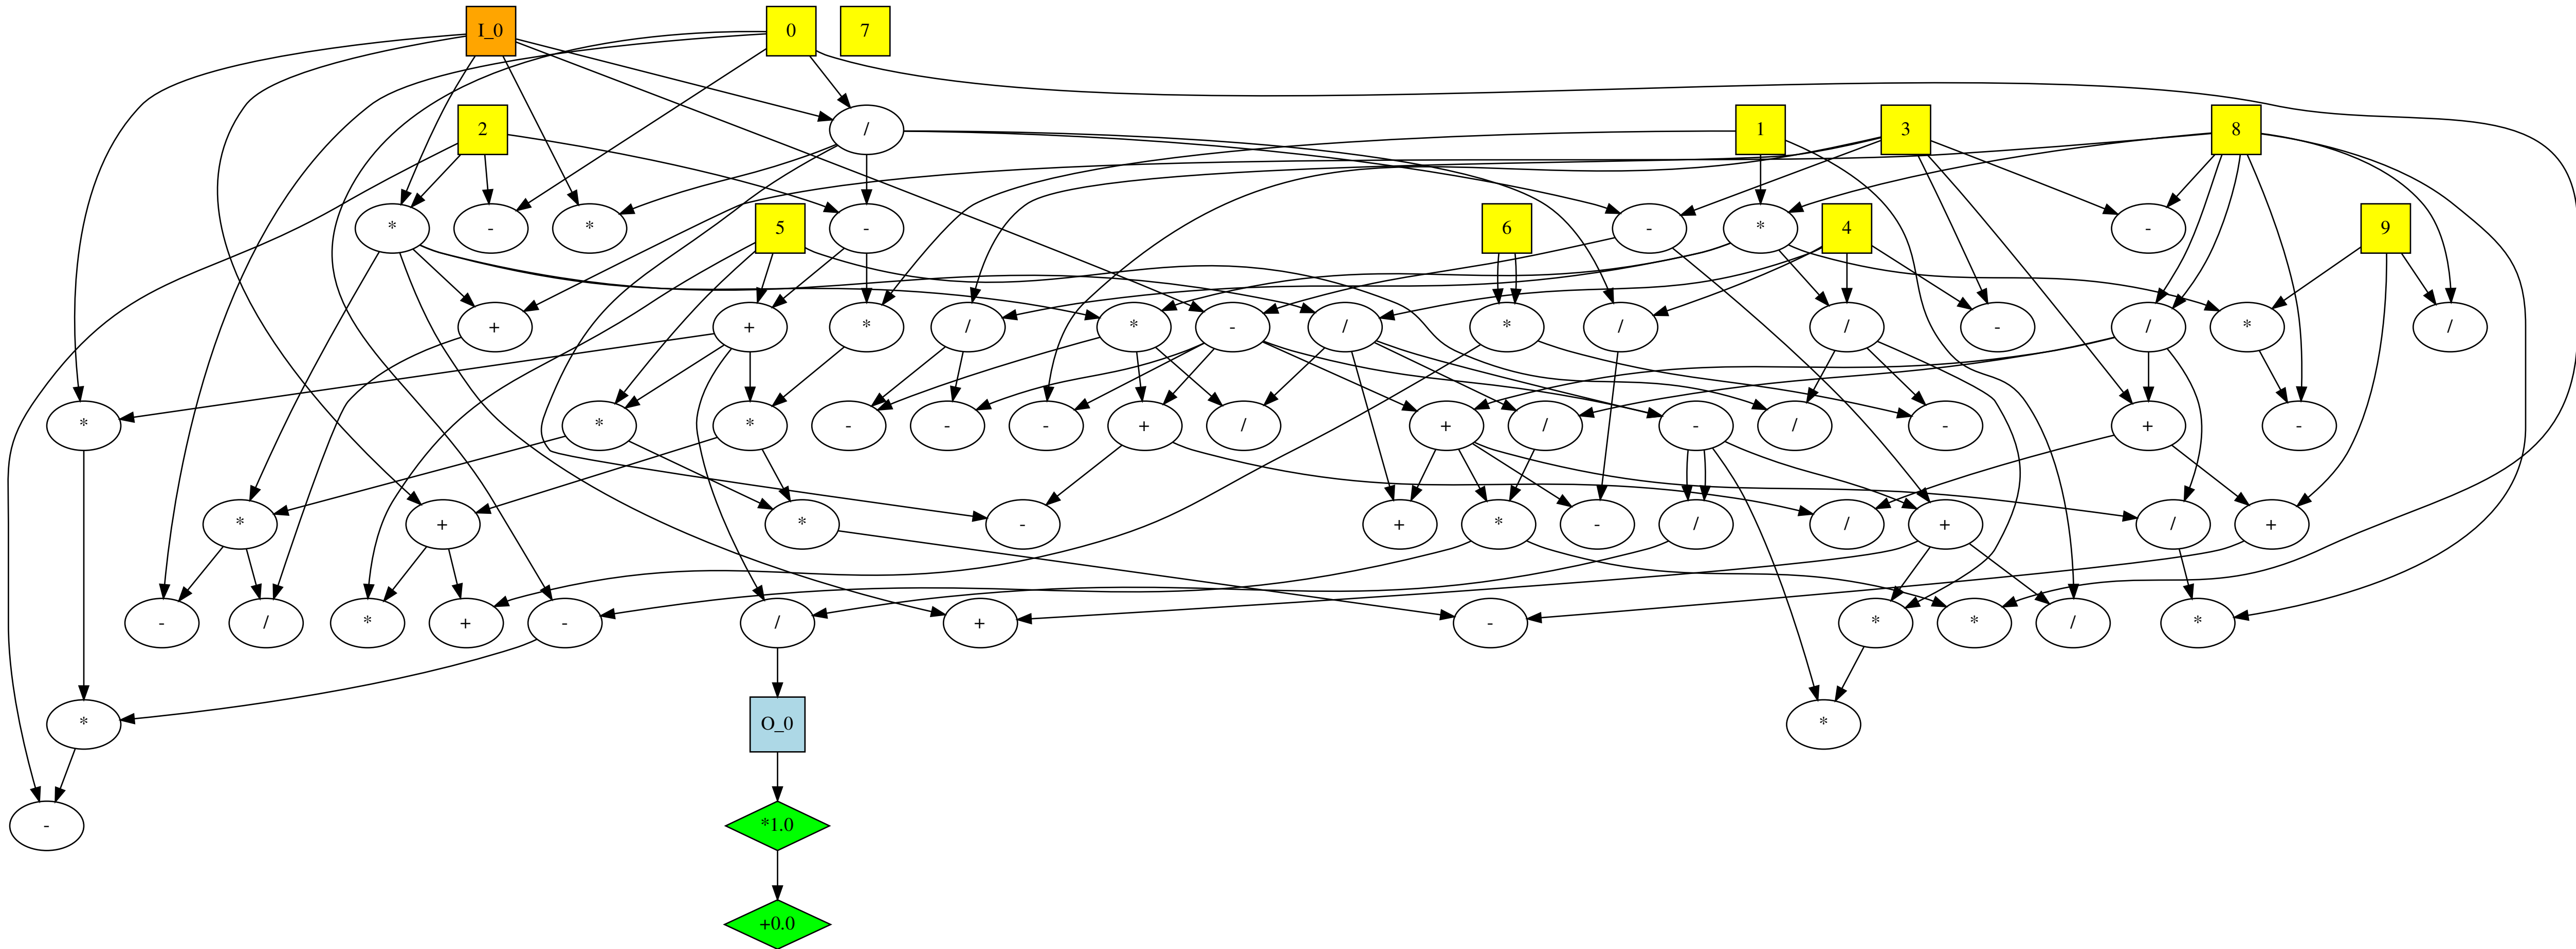 I_0 0 7
2 / 1 3 8
* - * 5 - 6 - * 4 - 9
+ + * / * - / * / / - / * /
* * * - - - + / + / - / - + -
* + * - + * - / / + / +
- / * + - / + - * * / *
* O_0 *
- *1.0
+0.0